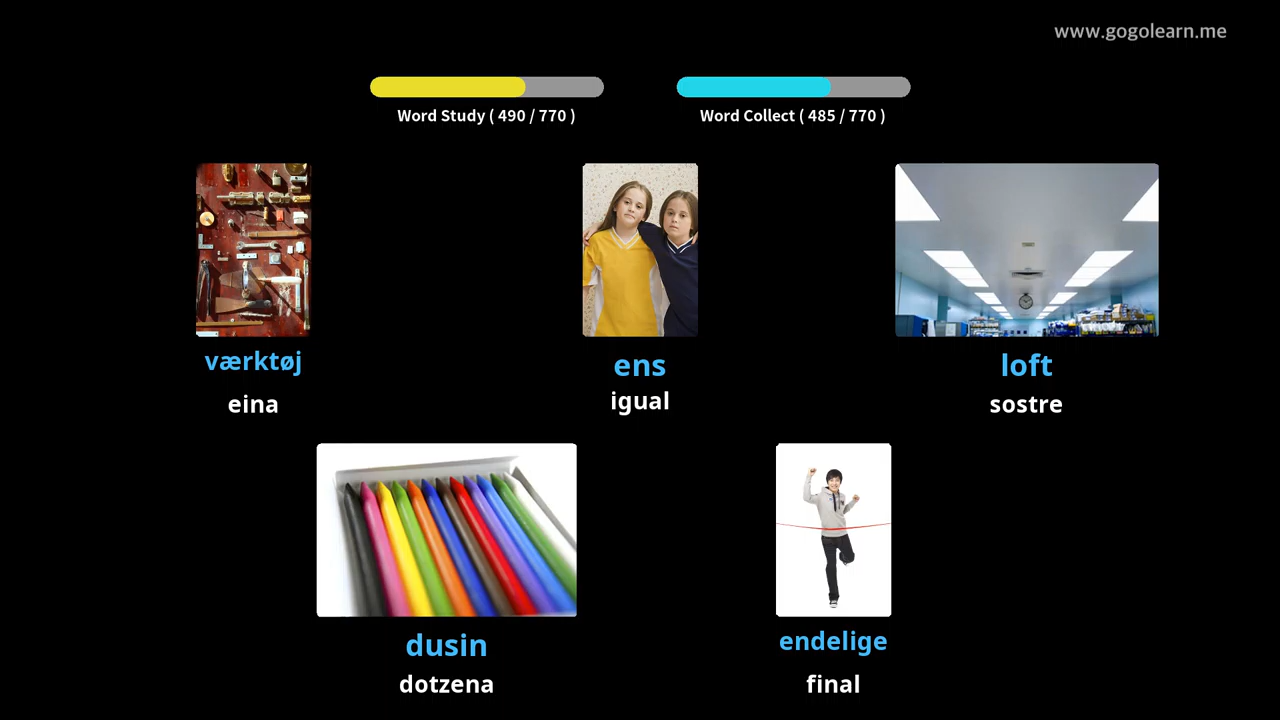 www.gogolearn.me
Word Study ( 490 / 770 )
Word Collect ( 485 / 770 )
værktøj
eina
ens
igual
loft
sostre
dusin
dotzena
endelige
final